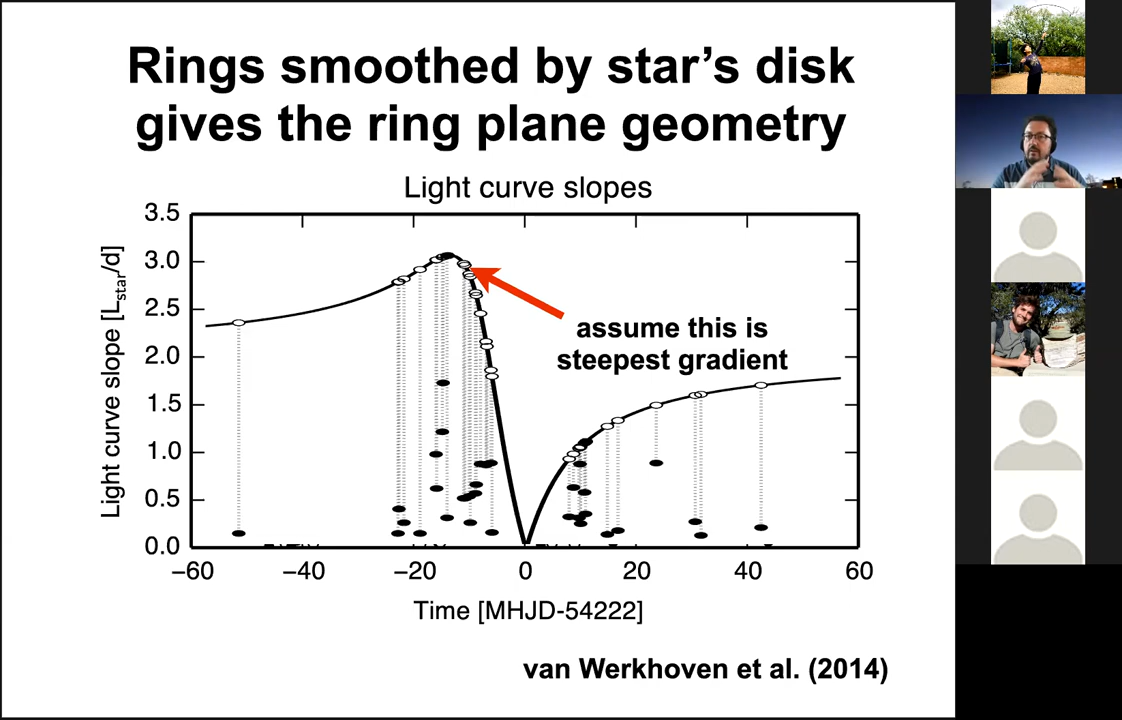 Rings smoothed by star's disk
gives the ring plane geometry
Light curve slopes
3.5
3.0
2.5
2.0
1.5
1.0
0.5
0.0
Light curve slope [Lstar/d]
assume this is
steepest gradient
−60 −40 −20 0 20 40 60
Time [MHJD-54222]
van Werkhoven et al. (2014)